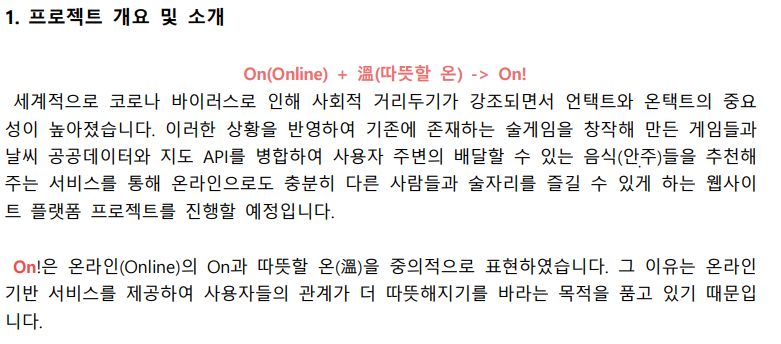 1. 프로젝트 개요 및 소개
On(Online) + 溫(따뜻할 온) -> On!
세계적으로 코로나 바이러스로 인해 사회적 거리두기가 강조되면서 언택트와 온택트의 중요
성이 높아졌습니다. 이러한 상황을 반영하여 기존에 존재하는 술게임을 창작해 만든 게임들과
날씨 공공데이터와 지도 API를 병합하여 사용자 주변의 배달할 수 있는 음식(안주)들을 추천해
주는 서비스를 통해 온라인으로도 충분히 다른 사람들과 술자리를 즐길 수 있게 하는 웹사이
트 플랫폼 프로젝트를 진행할 예정입니다.
On!은 온라인(Online)의 On과 따뜻할 온(溫)을 중의적으로 표현하였습니다. 그 이유는 온라인
기반 서비스를 제공하여 사용자들의 관계가 더 따뜻해지기를 바라는 목적을 품고 있기 때문입
니다.